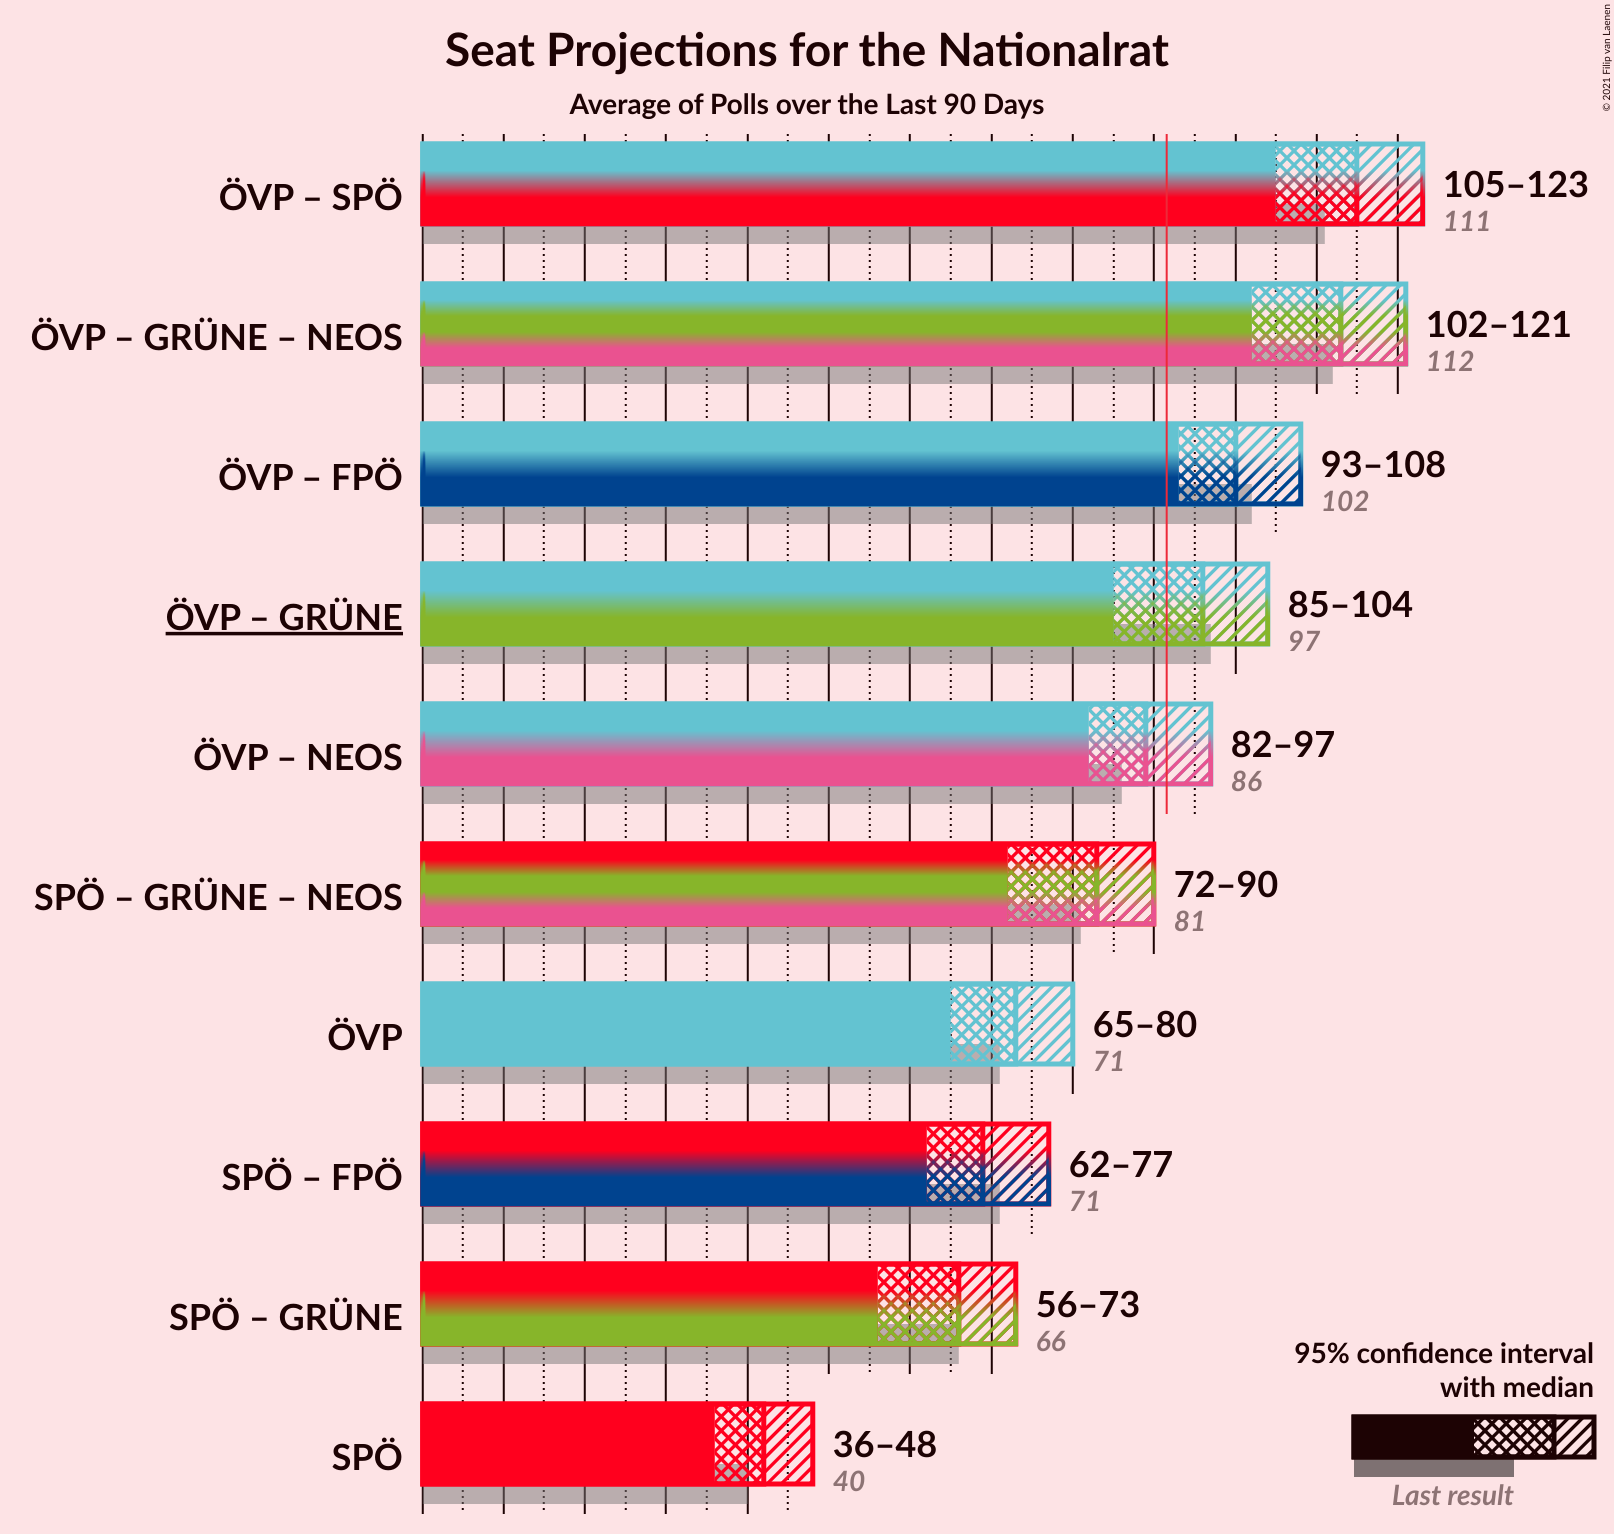 Seat Projections for the Nationalrat
Average of Polls over the Last 90 Days
© 2021 Filip van Laenen
ÖVP – SPÖ
105–123
111
ÖVP – GRÜNE – NEOS
102–121
112
ÖVP – FPÖ
93–108
102
ÖVP – GRÜNE
85–104
97
ÖVP – NEOS
82–97
86
SPÖ – GRÜNE – NEOS
72–90
81
ÖVP
65–80
71
SPÖ – FPÖ
62–77
71
SPÖ – GRÜNE
56–73
66
SPÖ
36–48
40
95% confidence interval
with median
Last result